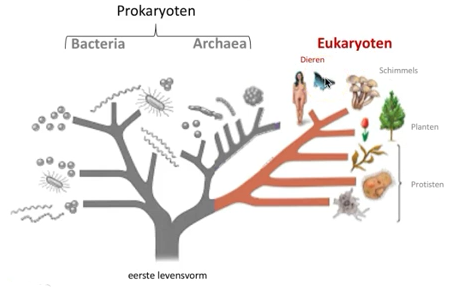 Prokaryoten
Bacteria
Archaea
Eukaryoten
Dieren
Schimmels
Planten
Protisten
eerste levensvorm